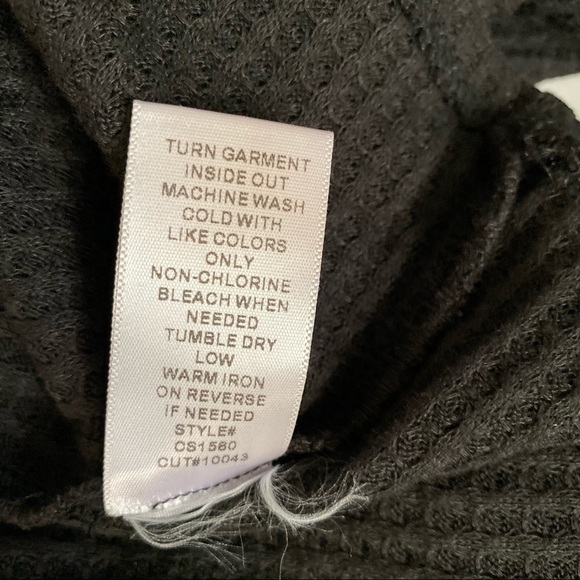 TURN GARMENT
INSIDE OUT
MACHINE WASH
COLD WITH
LIKE COLORS
ONLY
NON-CHLORINE
BLEACH WHEN
NEEDED
TUMBLE DRY
LOW
WARM IRON
ON REVERSE
IF NEEDED
STYLE#
CS1580
CUT#10043